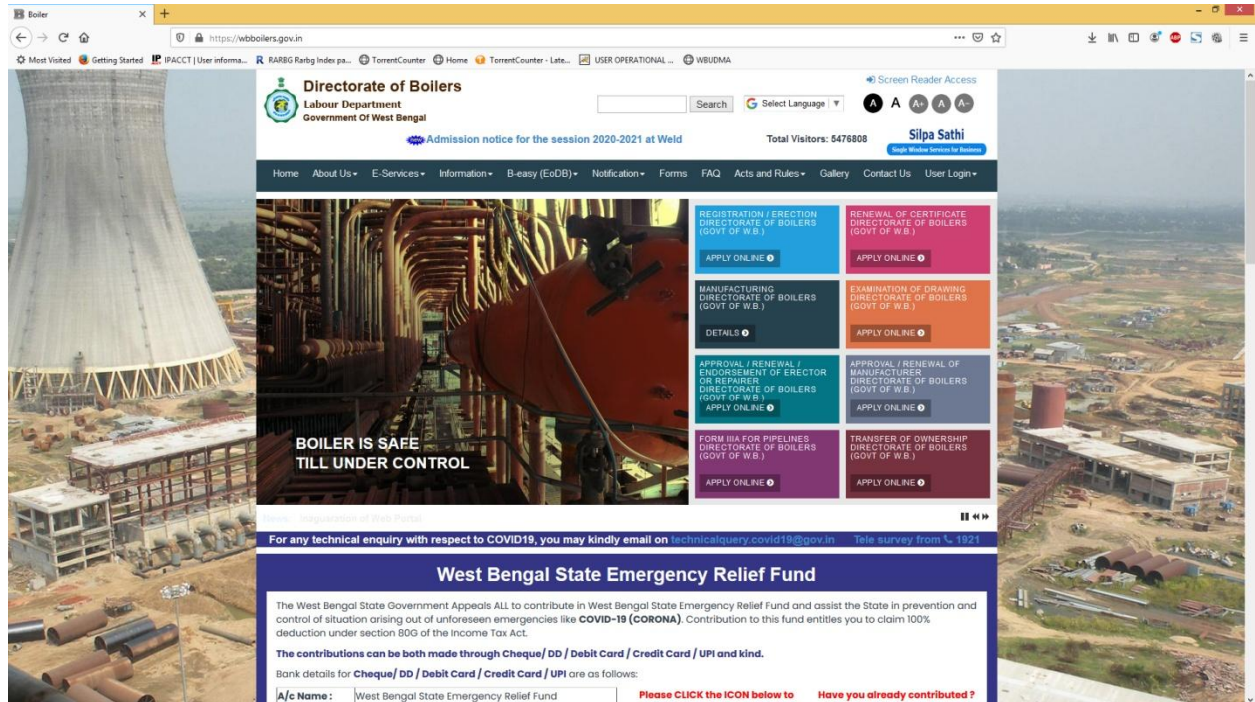 Boiler
https://wbboilers.gov.in
Most Visited Getting Started IPACCT | User informa... RARBG Rarbg Index pa... TorrentCounter Home TorrentCounter - Late... USER OPERATIONAL ... WBUDMA
Directorate of Boilers
Labour Department
Government Of West Bengal
Screen Reader Access
Search
Select Language
A A A+ A A-
Admission notice for the session 2020-2021 at Weld
Total Visitors: 5476808
Silpa Sathi
Single Window Services for Business
Home About Us E-Services Information B-easy (EoDB) Notification Forms FAQ Acts and Rules Gallery Contact Us User Login
BOILER IS SAFE
TILL UNDER CONTROL
REGISTRATION / ERECTION
DIRECTORATE OF BOILERS
(GOVT OF W.B.)
APPLY ONLINE
RENEWAL OF CERTIFICATE
DIRECTORATE OF BOILERS
(GOVT OF W.B.)
APPLY ONLINE
MANUFACTURING
DIRECTORATE OF BOILERS
(GOVT OF W.B.)
DETAILS
EXAMINATION OF DRAWING
DIRECTORATE OF BOILERS
(GOVT OF W.B.)
APPLY ONLINE
APPROVAL / RENEWAL /
ENDORSEMENT OF ERECTOR
OR REPAIRER
DIRECTORATE OF BOILERS
(GOVT OF W.B.)
APPLY ONLINE
APPROVAL / RENEWAL OF
MANUFACTURER
DIRECTORATE OF BOILERS
(GOVT OF W.B.)
APPLY ONLINE
FORM IIIA FOR PIPELINES
DIRECTORATE OF BOILERS
(GOVT OF W.B.)
APPLY ONLINE
TRANSFER OF OWNERSHIP
DIRECTORATE OF BOILERS
(GOVT OF W.B.)
APPLY ONLINE
News: Inauguration of Web Portal
For any technical enquiry with respect to COVID19, you may kindly email on technicalquery.covid19@gov.in Tele survey from 1921
West Bengal State Emergency Relief Fund
The West Bengal State Government Appeals ALL to contribute in West Bengal State Emergency Relief Fund and assist the State in prevention and
control of situation arising out of unforeseen emergencies like COVID-19 (CORONA). Contribution to this fund entitles you to claim 100%
deduction under section 80G of the Income Tax Act.
The contributions can be both made through Cheque/ DD / Debit Card / Credit Card / UPI and kind.
Bank details for Cheque/ DD / Debit Card / Credit Card / UPI are as follows:
A/c Name : West Bengal State Emergency Relief Fund
Please CLICK the ICON below to
Have you already contributed ?